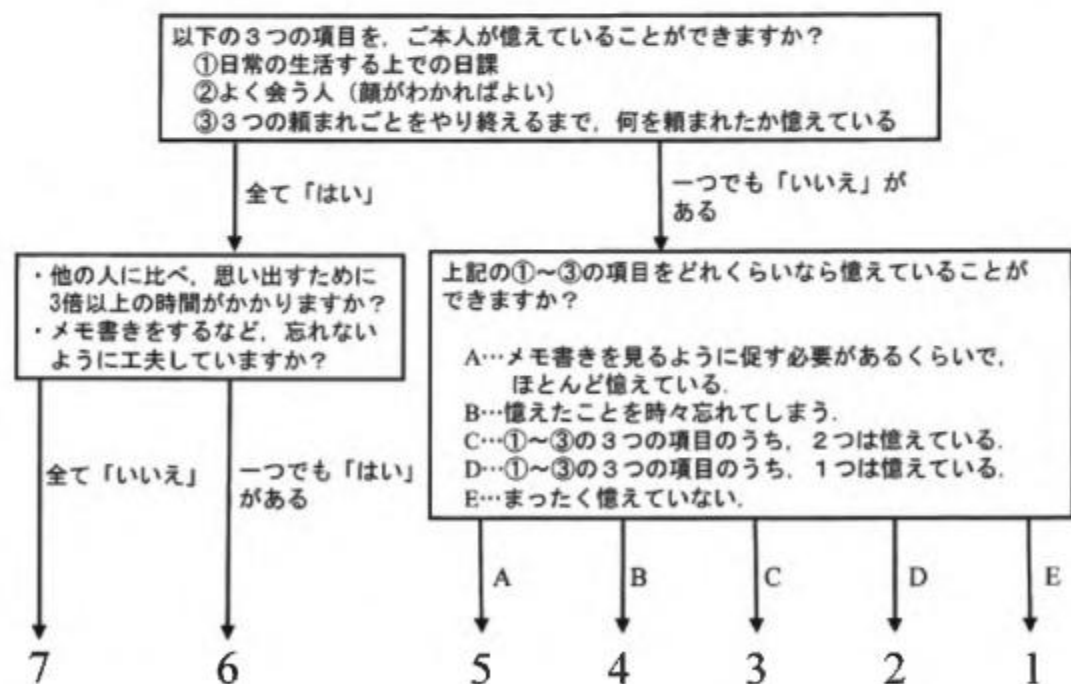 以下の３つの項目を，ご本人が憶えていることができますか？
①日常の生活する上での日課
②よく会う人（顔がわかればよい）
③３つの頼まれごとをやり終えるまで，何を頼まれたか憶えている
全て「はい」
一つでも「いいえ」が
ある
・他の人に比べ，思い出すために
3倍以上の時間がかかりますか？
・メモ書きをするなど，忘れない
ように工夫していますか？
上記の①～③の項目をどれくらいなら憶えていることが
できますか？
A…メモ書きを見るように促す必要があるくらいで，
ほとんど憶えている．
B…憶えたことを時々忘れてしまう．
C…①～③の３つの項目のうち，２つは憶えている．
D…①～③の３つの項目のうち，１つは憶えている．
E…まったく憶えていない．
全て「いいえ」
一つでも「はい」
がある
A
B
C
D
E
7
6
5
4
3
2
1